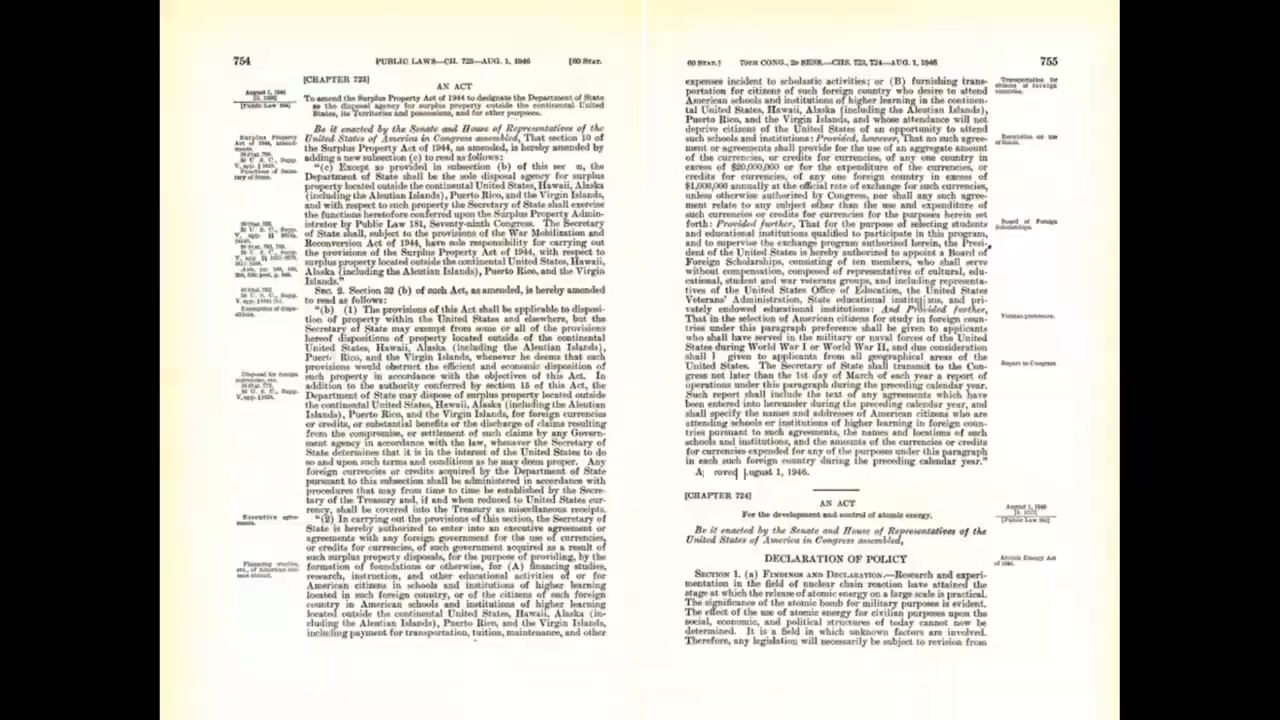 754
PUBLIC LAWS—CH. 723—AUG. 1, 1946
[60 STAT.
[CHAPTER 723]
AN ACT
August 1, 1946
[Public Law 584]
To amend the Surplus Property Act of 1944 to designate the Department of State
as the disposal agency for surplus property outside the continental United
States, its Territories and possessions, and for other purposes.
Be it enacted by the Senate and House of Representatives of the
United States of America in Congress assembled, That section 10 of
the Surplus Property Act of 1944, as amended, is hereby amended by
adding a new subsection (c) to read as follows:
"(c) Except as provided in subsection (b) of this sec n, the
Department of State shall be the sole disposal agency for surplus
property located outside the continental United States, Hawaii, Alaska
(including the Aleutian Islands), Puerto Rico, and the Virgin Islands,
and with respect to such property the Secretary of State shall exercise
the functions heretofore conferred upon the Surplus Property Admin-
istrator by Public Law 181, Seventy-ninth Congress. The Secretary
of State shall, subject to the provisions of the War Mobilization and
Reconversion Act of 1944, have sole responsibility for carrying out
the provisions of the Surplus Property Act of 1944, with respect to
surplus property located outside the continental United States, Hawaii,
Alaska (including the Aleutian Islands), Puerto Rico, and the Virgin
Islands."
SEC. 2. Section 32 (b) of such Act, as amended, is hereby amended
to read as follows:
"(b) (1) The provisions of this Act shall be applicable to disposi-
tion of property within the United States and elsewhere, but the
Secretary of State may exempt from some or all of the provisions
hereof dispositions of property located outside of the continental
United States, Hawaii, Alaska (including the Aleutian Islands),
Puerto Rico, and the Virgin Islands, whenever he deems that such
provisions would obstruct the efficient and economic disposition of
such property in accordance with the objectives of this Act. In
addition to the authority conferred by section 15 of this Act, the
Department of State may dispose of surplus property located outside
the continental United States, Hawaii, Alaska (including the Aleutian
Islands), Puerto Rico, and the Virgin Islands, for foreign currencies
or credits, or substantial benefits or the discharge of claims resulting
from the compromise, or settlement of such claims by any Govern-
ment agency in accordance with the law, whenever the Secretary of
State determines that it is in the interest of the United States to do
so and upon such terms and conditions as he may deem proper. Any
foreign currencies or credits acquired by the Department of State
pursuant to this subsection shall be administered in accordance with
procedures that may from time to time be established by the Secre-
tary of the Treasury and, if and when reduced to United States cur-
rency, shall be covered into the Treasury as miscellaneous receipts.
"(2) In carrying out the provisions of this section, the Secretary of
State is hereby authorized to enter into an executive agreement or
agreements with any foreign government for the use of currencies,
or credits for currencies, of such government acquired as a result of
such surplus property disposals, for the purpose of providing, by the
formation of foundations or otherwise, for (A) financing studies,
research, instruction, and other educational activities of or for
American citizens in schools and institutions of higher learning
located in such foreign country, or of the citizens of such foreign
country in American schools and institutions of higher learning
located outside the continental United States, Hawaii, Alaska (in-
cluding the Aleutian Islands), Puerto Rico, and the Virgin Islands,
including payment for transportation, tuition, maintenance, and other
60 STAT.]
79TH CONG., 2D SESS.—CHS. 723, 724—AUG. 1, 1946
755
expenses incident to scholastic activities; or (B) furnishing trans-
portation for citizens of such foreign country who desire to attend
American schools and institutions of higher learning in the continen-
tal United States, Hawaii, Alaska (including the Aleutian Islands),
Puerto Rico, and the Virgin Islands, and whose attendance will not
deprive citizens of the United States of an opportunity to attend
such schools and institutions: Provided, however, That no such agree-
ment or agreements shall provide for the use of an aggregate amount
of the currencies, or credits for currencies, of any one country in
excess of $20,000,000 or for the expenditure of the currencies, or
credits for currencies, of any one foreign country in excess of
$1,000,000 annually at the official rate of exchange for such currencies,
unless otherwise authorized by Congress, nor shall any such agree-
ment relate to any subject other than the use and expenditure of
such currencies or credits for currencies for the purposes herein set
forth: Provided further, That for the purpose of selecting students
and educational institutions qualified to participate in this program,
and to supervise the exchange program authorized herein, the Presi-
dent of the United States is hereby authorized to appoint a Board of
Foreign Scholarships, consisting of ten members, who shall serve
without compensation, composed of representatives of cultural, edu-
cational, student and war veterans groups, and including representa-
tives of the United States Office of Education, the United States
Veterans' Administration, State educational institutions, and pri-
vately endowed educational institutions: And Provided further,
That in the selection of American citizens for study in foreign coun-
tries under this paragraph preference shall be given to applicants
who shall have served in the military or naval forces of the United
States during World War I or World War II, and due consideration
shall given to applicants from all geographical areas of the
United States. The Secretary of State shall transmit to the Con-
gress not later than the 1st day of March of each year a report of
operations under this paragraph during the preceding calendar year.
Such report shall include the text of any agreements which have
been entered into hereunder during the preceding calendar year, and
shall specify the names and addresses of American citizens who are
attending schools or institutions of higher learning in foreign coun-
tries pursuant to such agreements, the names and locations of such
schools and institutions, and the amounts of the currencies or credits
for currencies expended for any of the purposes under this paragraph
in each such foreign country during the preceding calendar year."
A roved ugust 1, 1946.
[CHAPTER 724]
AN ACT
For the development and control of atomic energy.
Be it enacted by the Senate and House of Representatives of the
United States of America in Congress assembled,
DECLARATION OF POLICY
SECTION 1. (a) FINDINGS AND DECLARATION.—Research and experi-
mentation in the field of nuclear chain reaction have attained the
stage at which the release of atomic energy on a large scale is practical.
The significance of the atomic bomb for military purposes is evident.
The effect of the use of atomic energy for civilian purposes upon the
social, economic, and political structures of today cannot now be
determined. It is a field in which unknown factors are involved.
Therefore, any legislation will necessarily be subject to revision from
Board of Foreign
Scholarships.
Report to Congress.
August 1, 1946
Atomic Energy Act
of 1946.